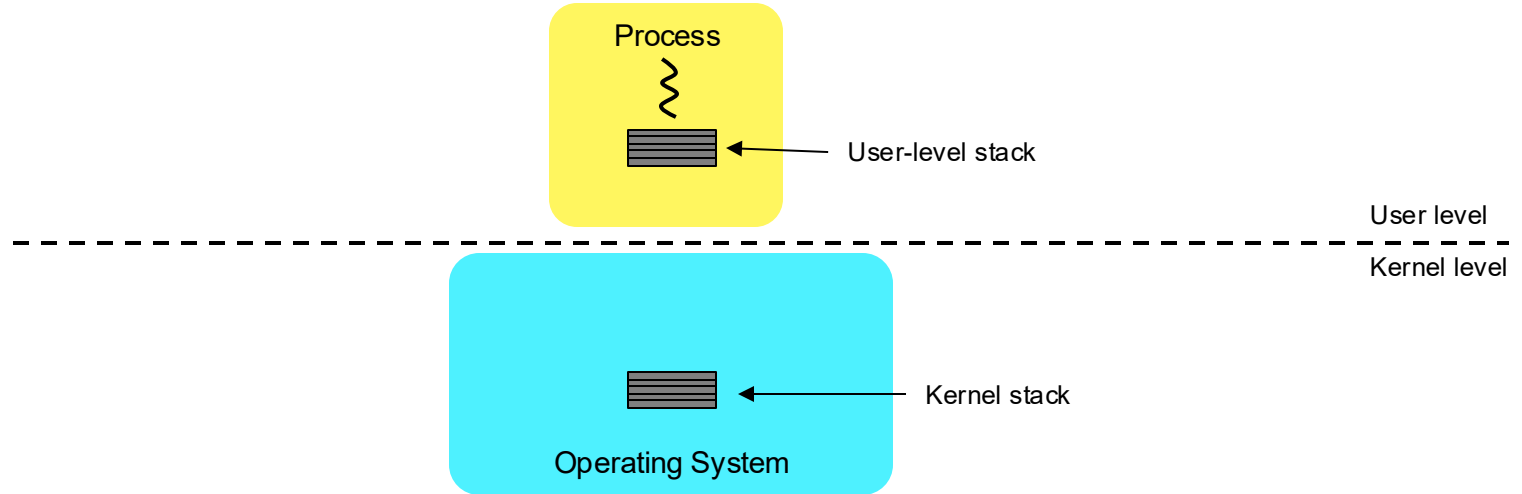 Process
User-level stack
User level
Kernel level
Kernel stack
Operating System